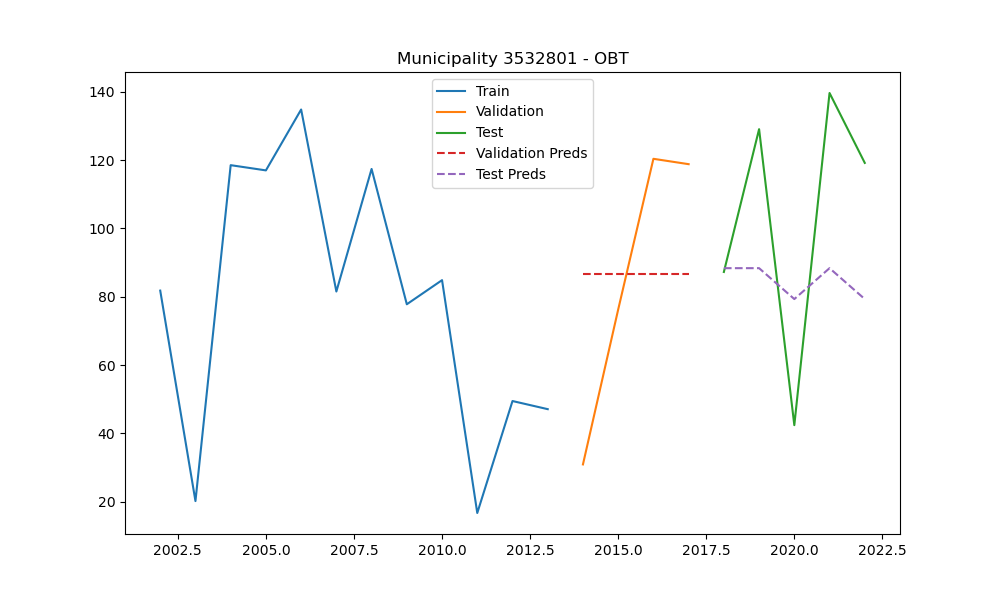 Municipality 3532801 - OBT
Train
Validation
Test
Validation Preds
Test Preds
140
120
100
80
60
40
20
2002.5 2005.0 2007.5 2010.0 2012.5 2015.0 2017.5 2020.0 2022.5